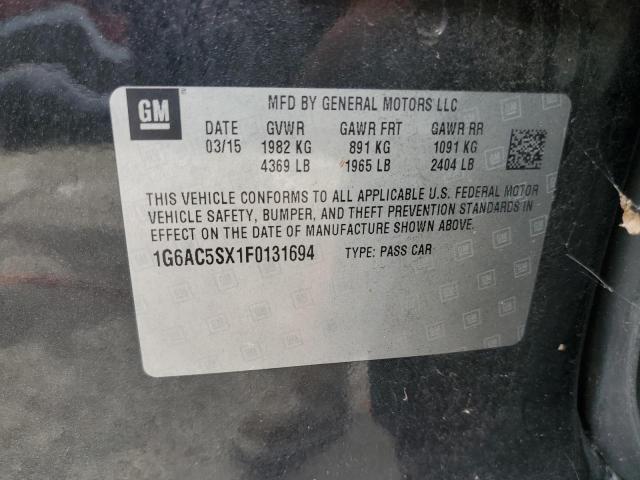 GM
MFD BY GENERAL MOTORS LLC
DATE GVWR GAWR FRT GAWR RR
03/15 1982 KG 891 KG 1091 KG
4369 LB 1965 LB 2404 LB
THIS VEHICLE CONFORMS TO ALL APPLICABLE U.S. FEDERAL MOTOR
VEHICLE SAFETY, BUMPER, AND THEFT PREVENTION STANDARDS IN
EFFECT ON THE DATE OF MANUFACTURE SHOWN ABOVE.
1G6AC5SX1F0131694 TYPE: PASS CAR